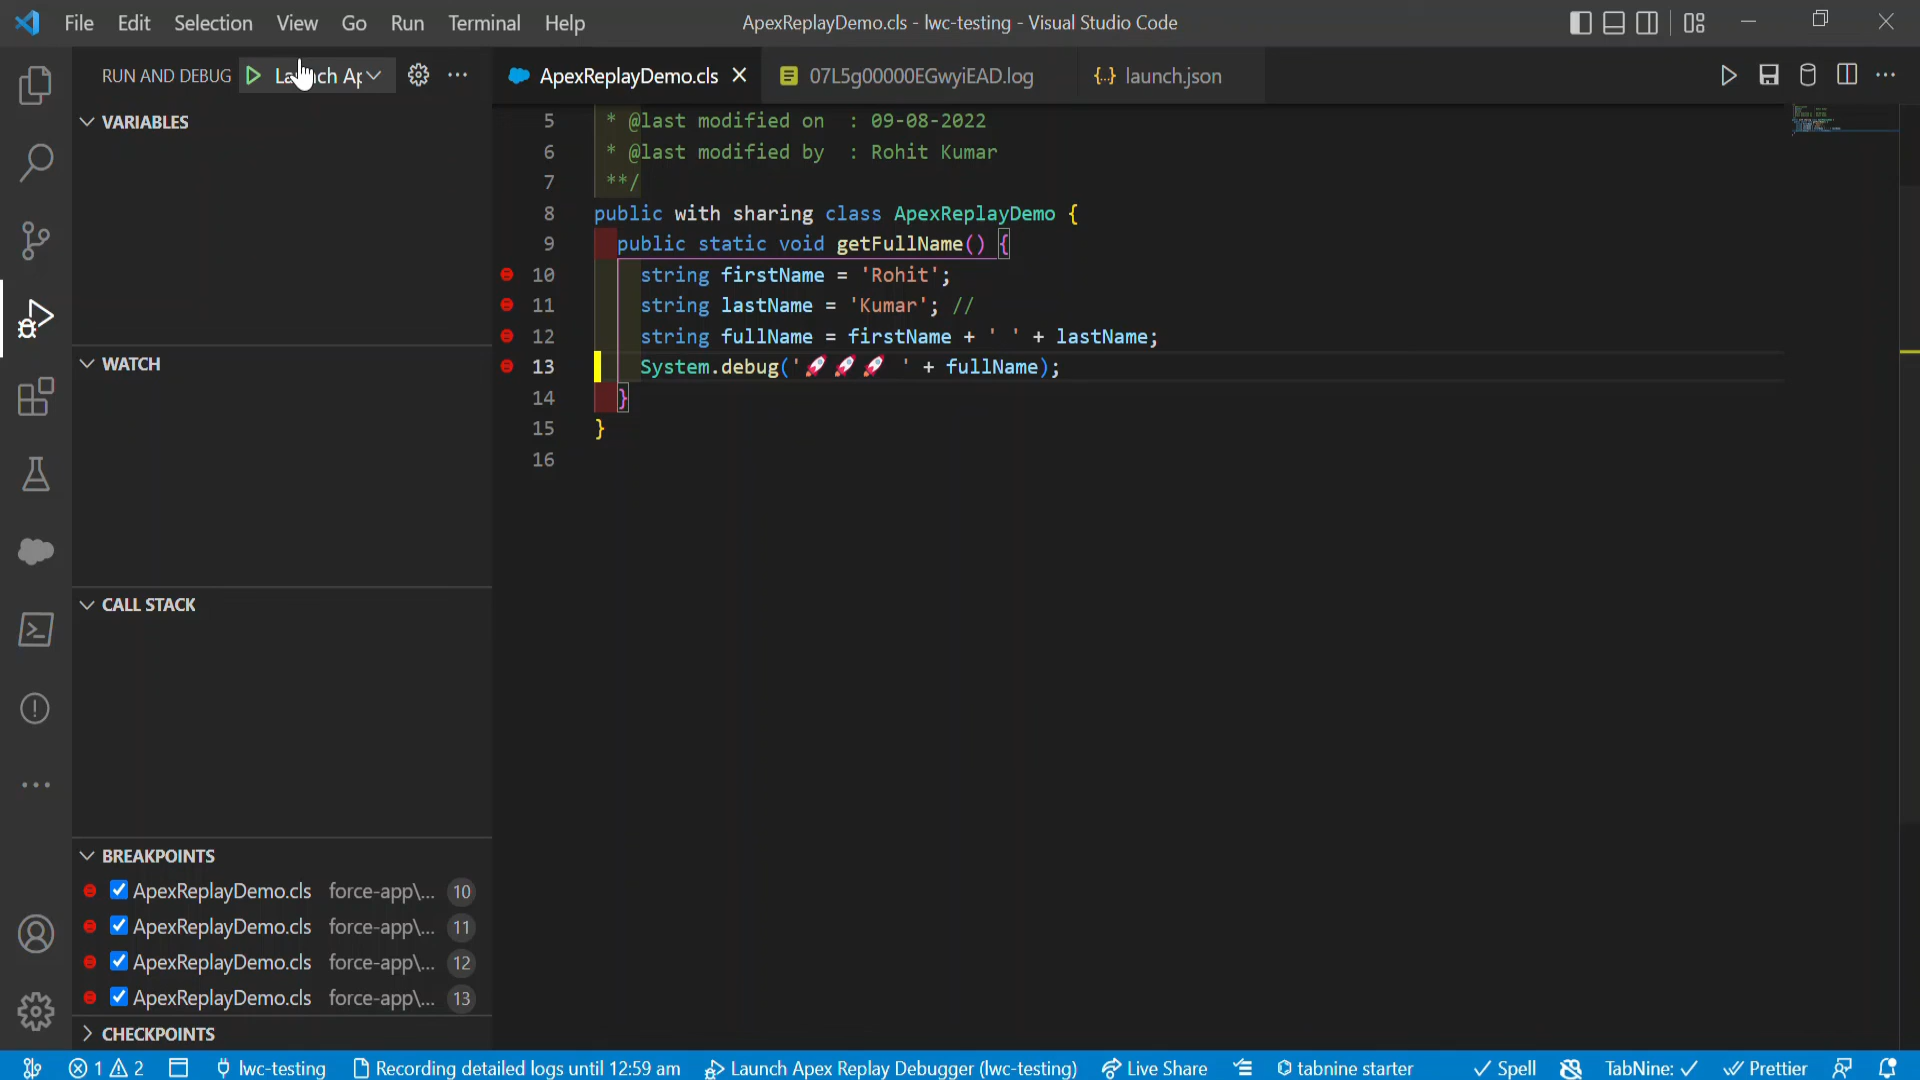 File Edit Selection View Go Run Terminal Help ApexReplayDemo.cls - lwc-testing - Visual Studio Code
RUN AND DEBUG
ApexReplayDemo.cls 07L5g00000EGwyiEAD.log {..} launch.json
VARIABLES
5 * @last modified on : 09-08-2022
6 * @last modified by : Rohit Kumar
7 **/
8 public with sharing class ApexReplayDemo {
9 public static void getFullName() {
10 string firstName = 'Rohit';
11 string lastName = 'Kumar'; //
12 string fullName = firstName + ' ' + lastName;
13 System.debug('🚀🚀🚀 ' + fullName);
14 }
15 }
16
WATCH
CALL STACK
BREAKPOINTS
ApexReplayDemo.cls force-app\... 10
ApexReplayDemo.cls force-app\... 11
ApexReplayDemo.cls force-app\... 12
ApexReplayDemo.cls force-app\... 13
CHECKPOINTS
1 2 lwc-testing Recording detailed logs until 12:59 am Launch Apex Replay Debugger (lwc-testing) Live Share tabnine starter Spell TabNine: Prettier